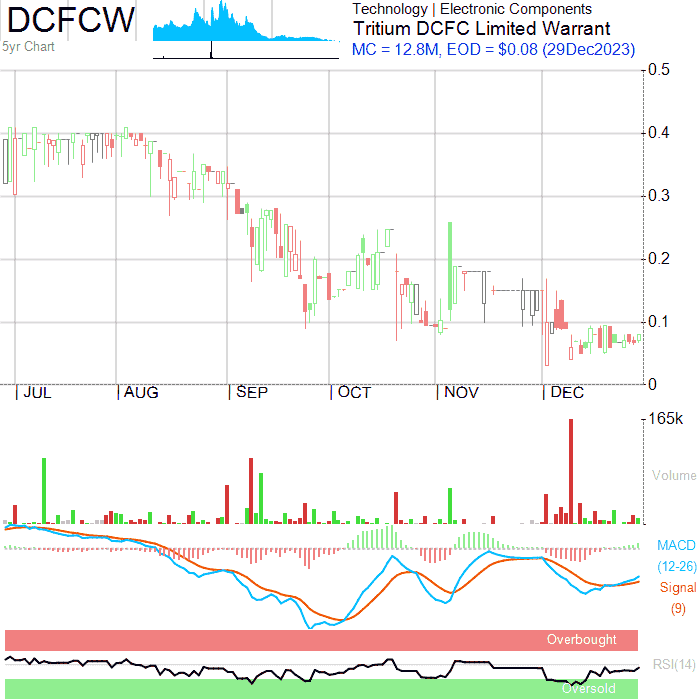 DCFCW
5yr Chart
Technology | Electronic Components
Tritium DCFC Limited Warrant
MC = 12.8M, EOD = $0.08 (29Dec2023)
0.5
0.4
0.3
0.2
0.1
0
JUL AUG SEP OCT NOV DEC
165k
Volume
MACD
(12-26)
Signal
(9)
Overbought
RSI(14)
Oversold